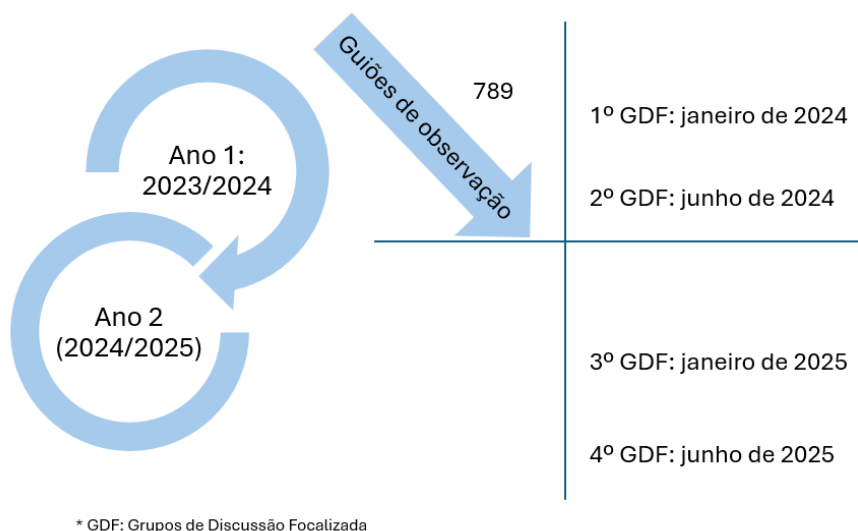 Ano 1:
2023/2024
Guiões de observação
789
1º GDF: janeiro de 2024
2º GDF: junho de 2024
Ano 2
(2024/2025)
3º GDF: janeiro de 2025
4º GDF: junho de 2025
* GDF: Grupos de Discussão Focalizada